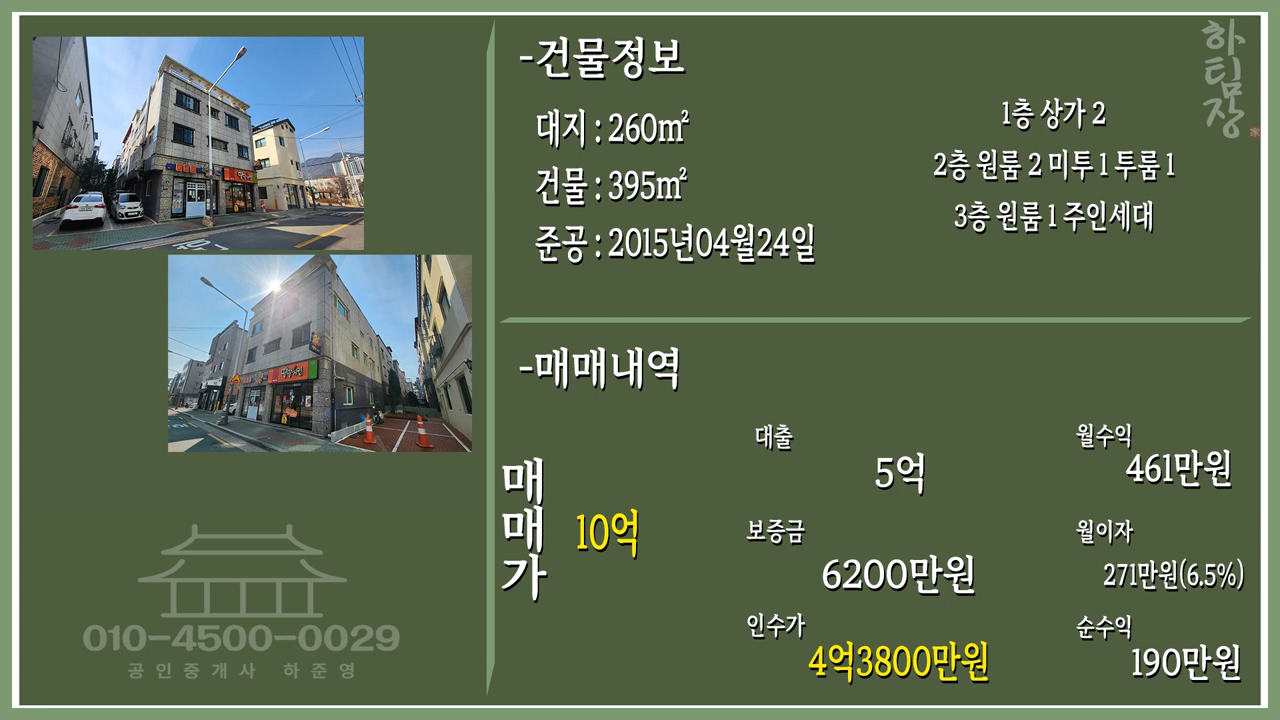 하팀장
-건물정보
대지 : 260㎡
건물 : 395㎡
준공 : 2015년04월24일
1층 상가 2
2층 원룸 2 미투 1 투룸 1
3층 원룸 1 주인세대
-매매내역
매매가
10억
대출
5억
보증금
6200만원
인수가
4억3800만원
월수익
461만원
월이자
271만원(6.5%)
순수익
190만원
010-4500-0029
공인중개사 하준영